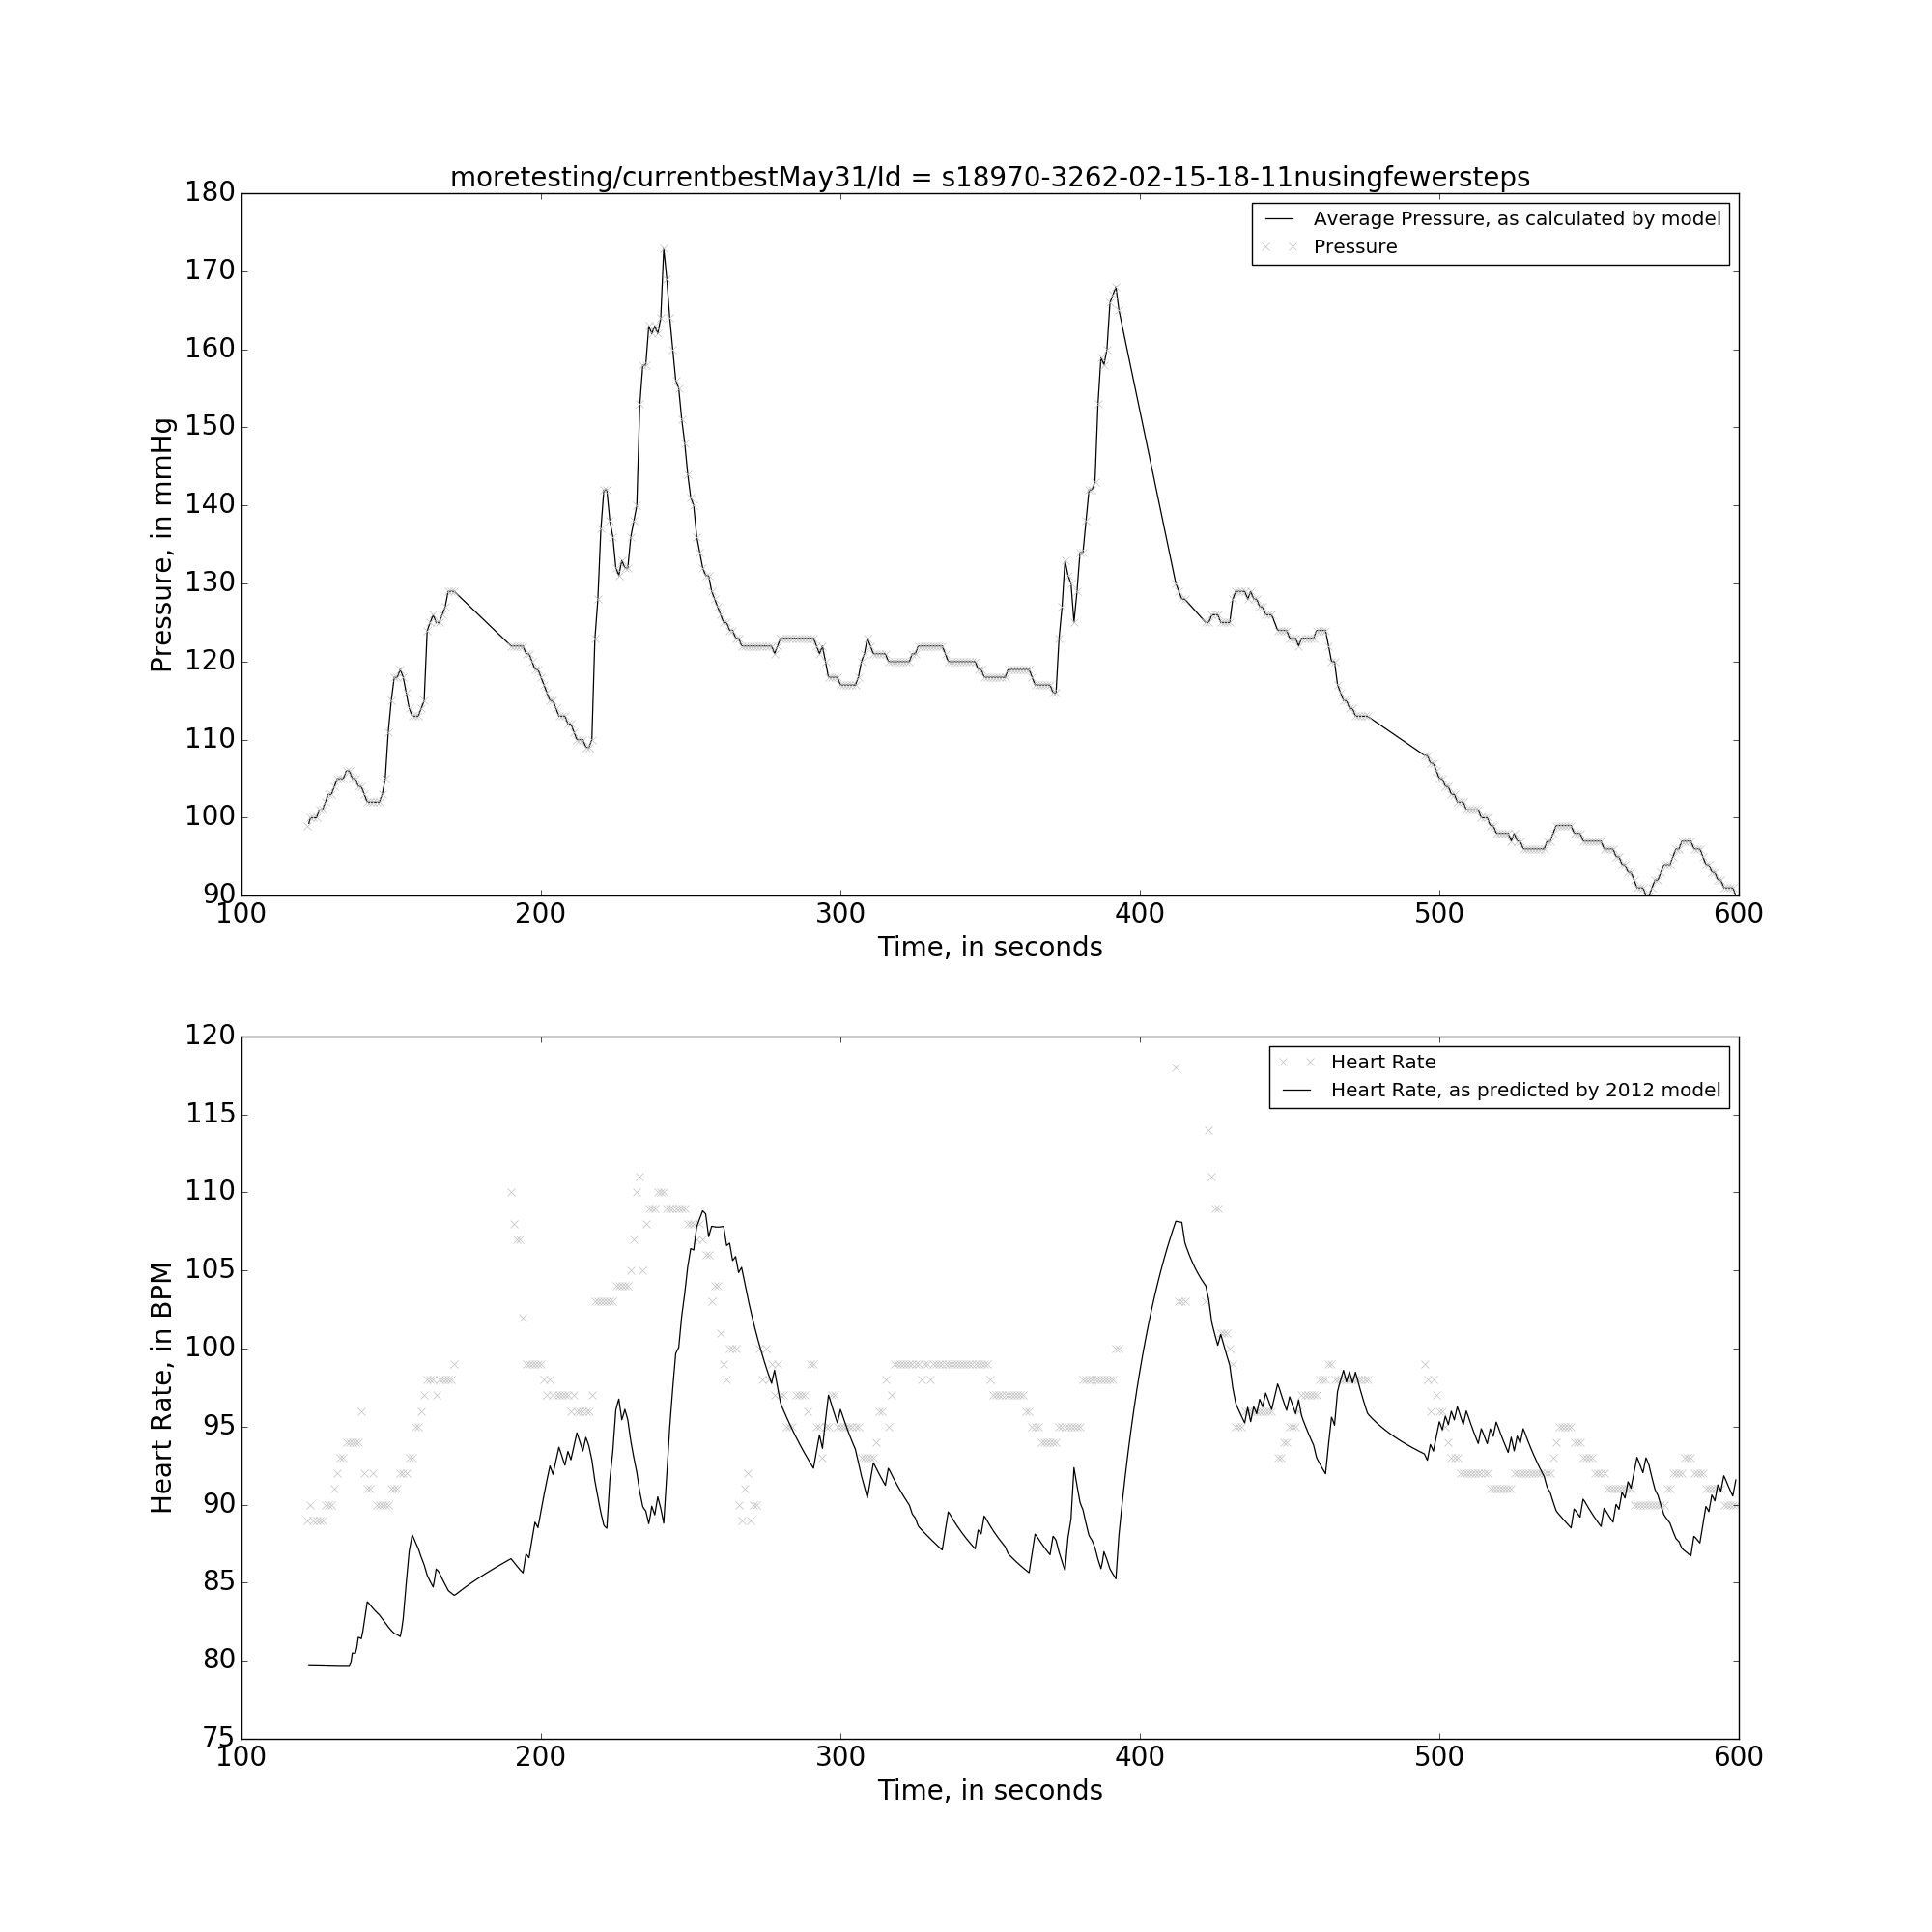 moretesting/currentbestMay31/Id = s18970-3262-02-15-18-11nusingfewersteps
180
170
160
150
140
130
120
110
100
90
Pressure, in mmHg
Average Pressure, as calculated by model
Pressure
100 200 300 400 500 600
Time, in seconds
120
115
110
105
100
95
90
85
80
75
Heart Rate, in BPM
Heart Rate
Heart Rate, as predicted by 2012 model
100 200 300 400 500 600
Time, in seconds